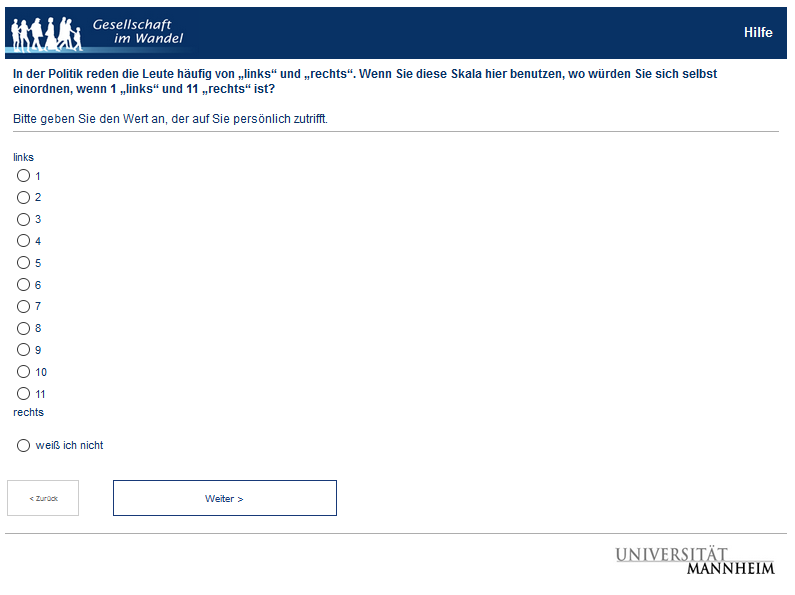 Gesellschaft
im Wandel
Hilfe
In der Politik reden die Leute häufig von „links“ und „rechts“. Wenn Sie diese Skala hier benutzen, wo würden Sie sich selbst
einordnen, wenn 1 „links“ und 11 „rechts“ ist?
Bitte geben Sie den Wert an, der auf Sie persönlich zutrifft.
links
1
2
3
4
5
6
7
8
9
10
11
rechts
weiß ich nicht
< Zurück
Weiter >
UNIVERSITÄT
MANNHEIM